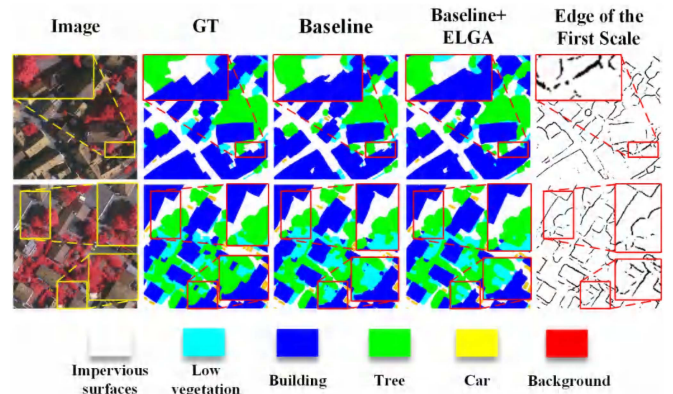 Image
GT
Baseline
Baseline+
ELGA
Edge of the
First Scale
Impervious
surfaces
Low
vegetation
Building
Tree
Car
Background